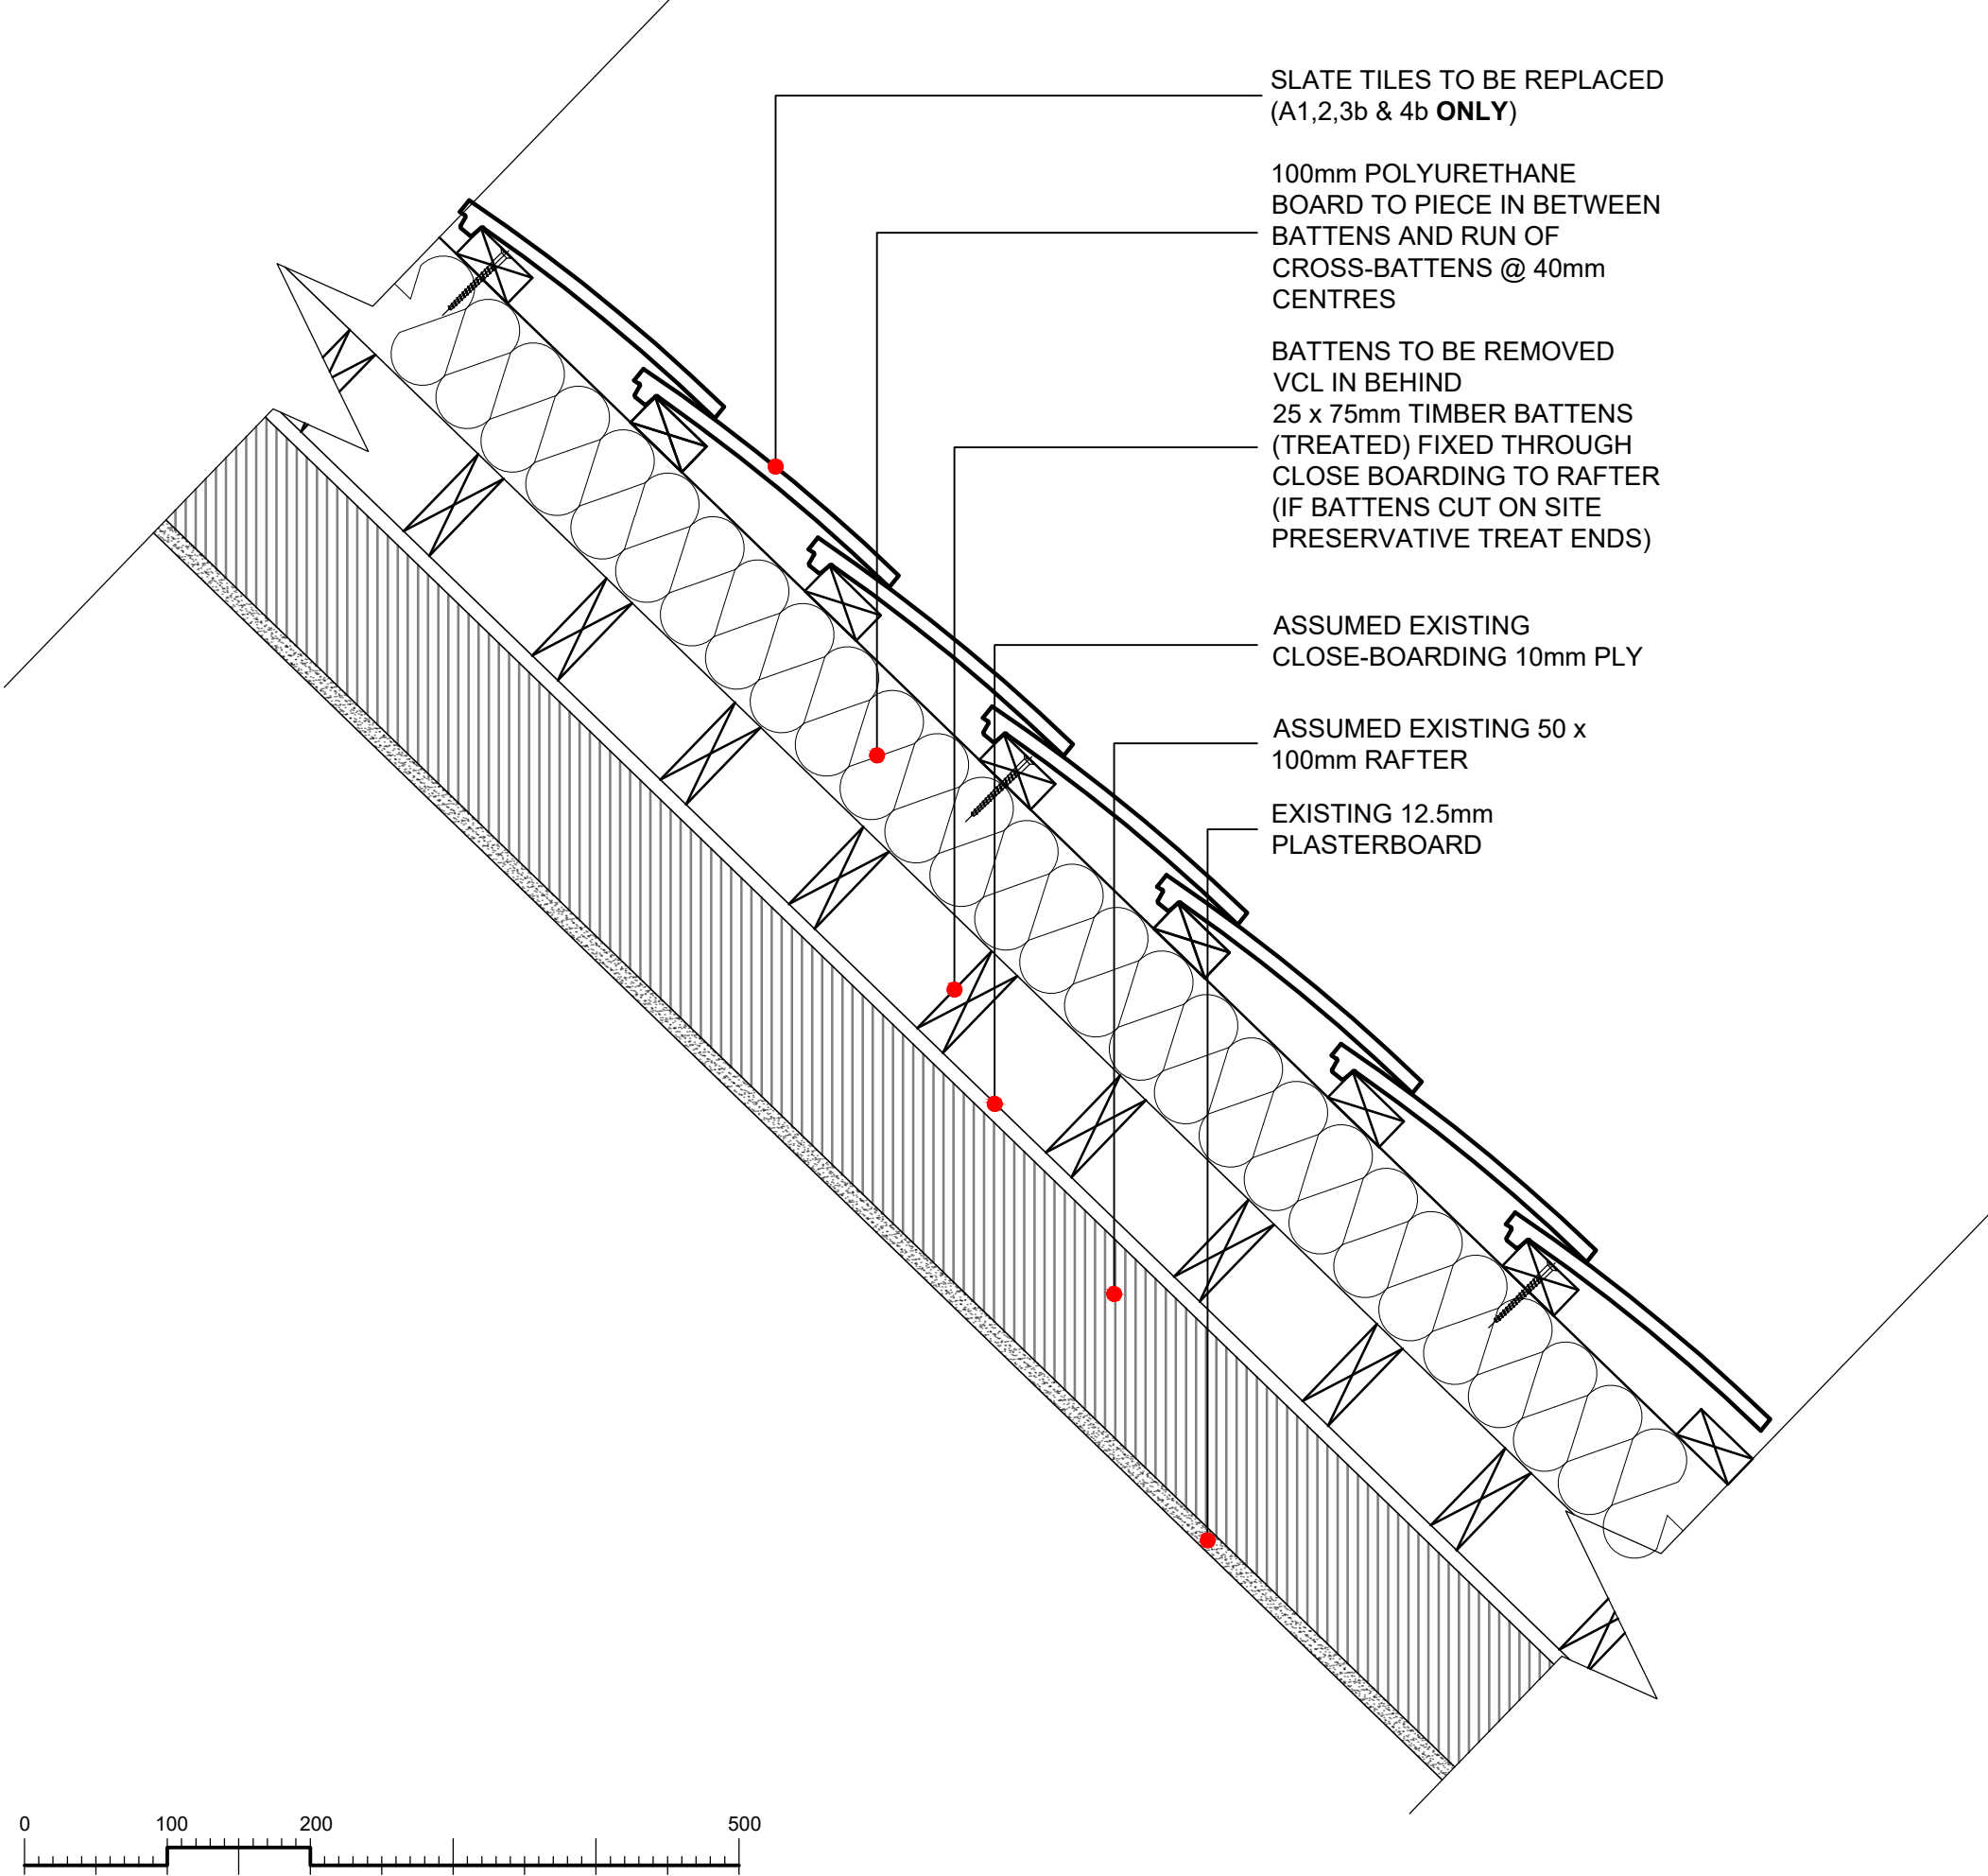 SLATE TILES TO BE REPLACED
(A1,2,3b & 4b ONLY)
100mm POLYURETHANE
BOARD TO PIECE IN BETWEEN
BATTENS AND RUN OF
CROSS-BATTENS @ 40mm
CENTRES
BATTENS TO BE REMOVED
VCL IN BEHIND
25 x 75mm TIMBER BATTENS
(TREATED) FIXED THROUGH
CLOSE BOARDING TO RAFTER
(IF BATTENS CUT ON SITE
PRESERVATIVE TREAT ENDS)
ASSUMED EXISTING
CLOSE-BOARDING 10mm PLY
ASSUMED EXISTING 50 x
100mm RAFTER
EXISTING 12.5mm
PLASTERBOARD
0 100 200 500